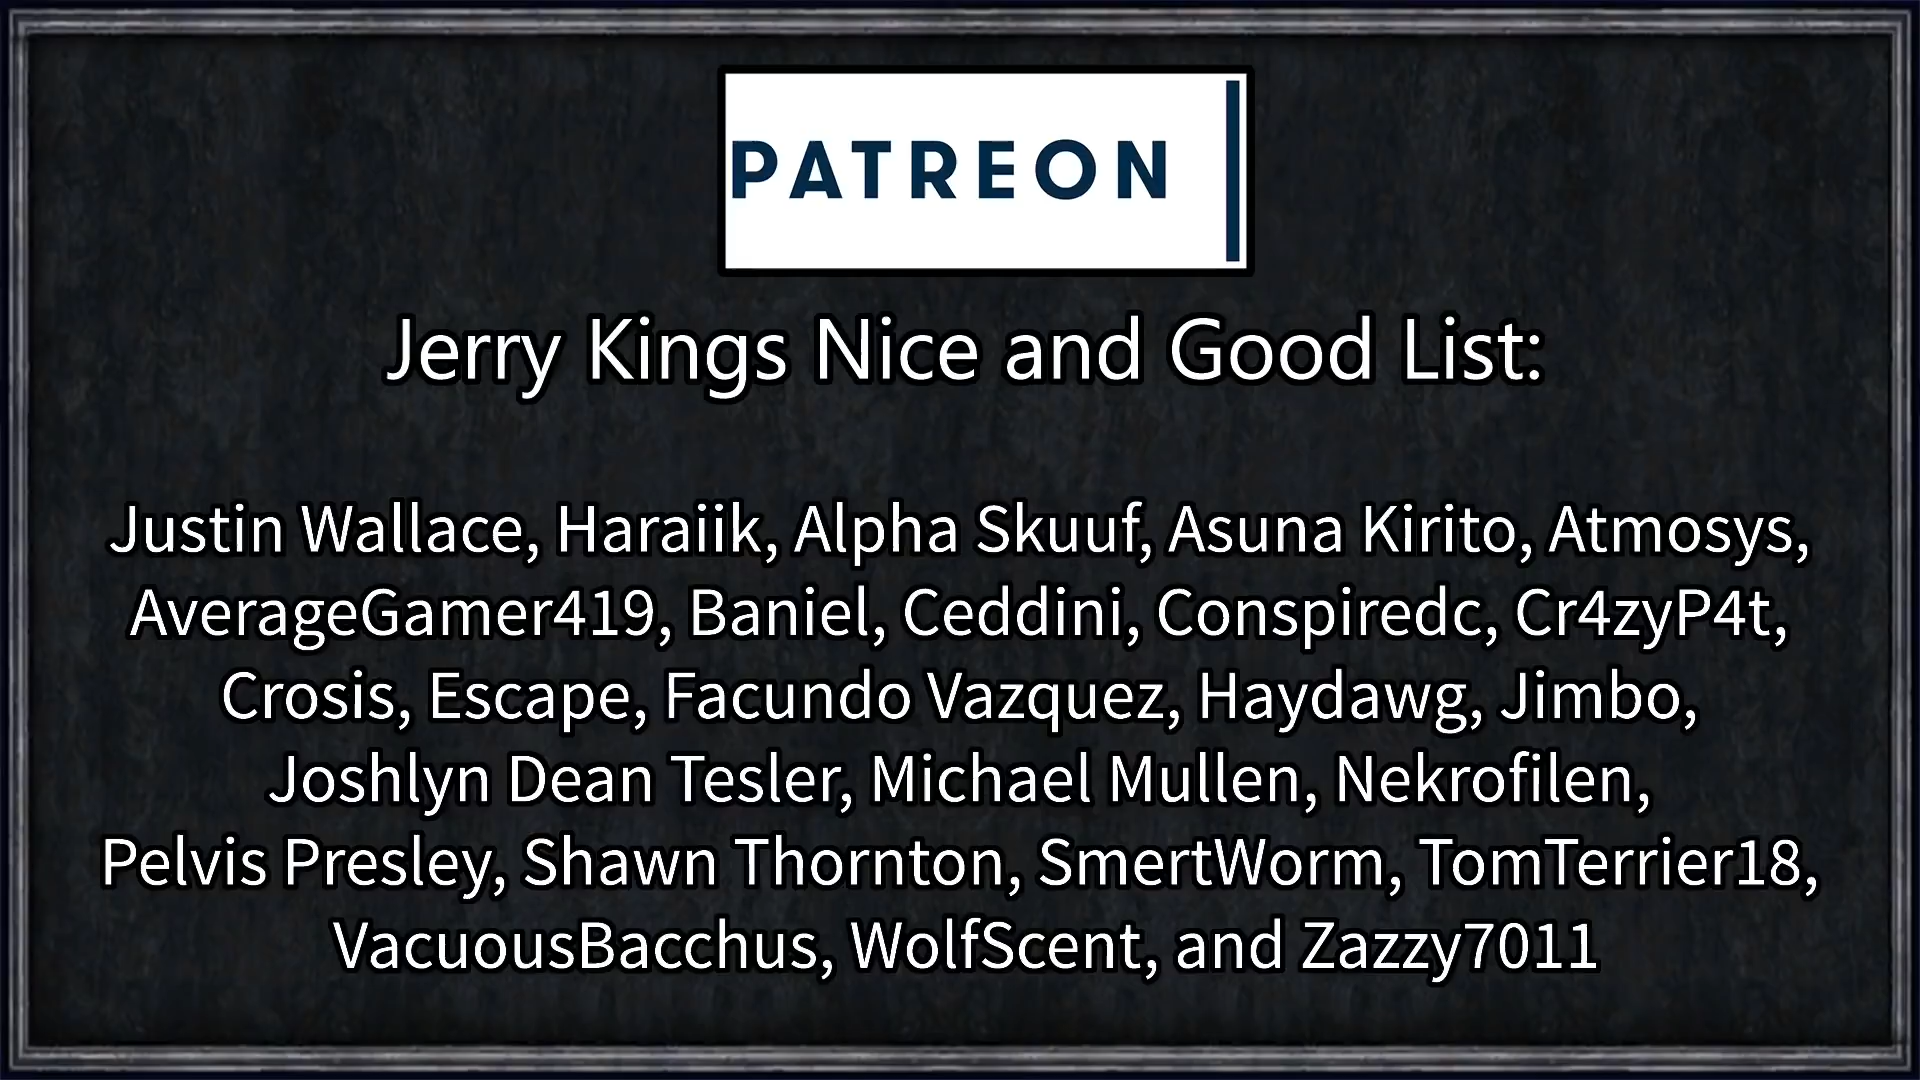 PATREON
Jerry Kings Nice and Good List:
Justin Wallace, Haraiik, Alpha Skuuf, Asuna Kirito, Atmosys,
AverageGamer419, Baniel, Ceddini, Conspiredc, Cr4zyP4t,
Crosis, Escape, Facundo Vazquez, Haydawg, Jimbo,
Joshlyn Dean Tesler, Michael Mullen, Nekrofilen,
Pelvis Presley, Shawn Thornton, SmertWorm, TomTerrier18,
VacuousBacchus, WolfScent, and Zazzy7011